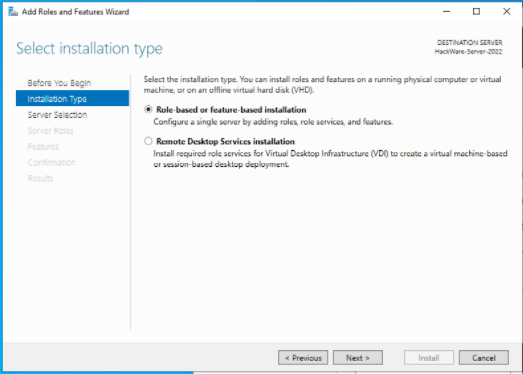 Add Roles and Features Wizard
Select installation type
DESTINATION SERVER
HackWare-Server-2022
Before You Begin
Installation Type
Server Selection
Server Roles
Features
Confirmation
Results
Select the installation type. You can install roles and features on a running physical computer or virtual
machine, or on an offline virtual hard disk (VHD).
Role-based or feature-based installation
Configure a single server by adding roles, role services, and features.
Remote Desktop Services installation
Install required role services for Virtual Desktop Infrastructure (VDI) to create a virtual machine-based
or session-based desktop deployment.
< Previous
Next >
Install
Cancel